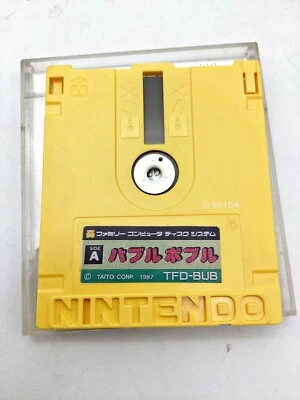 ファミリー コンピュータ ディスク システム
SIDE A バブルボブル
© TAITO CORP. 1987 TFD-BUB
NINTENDO